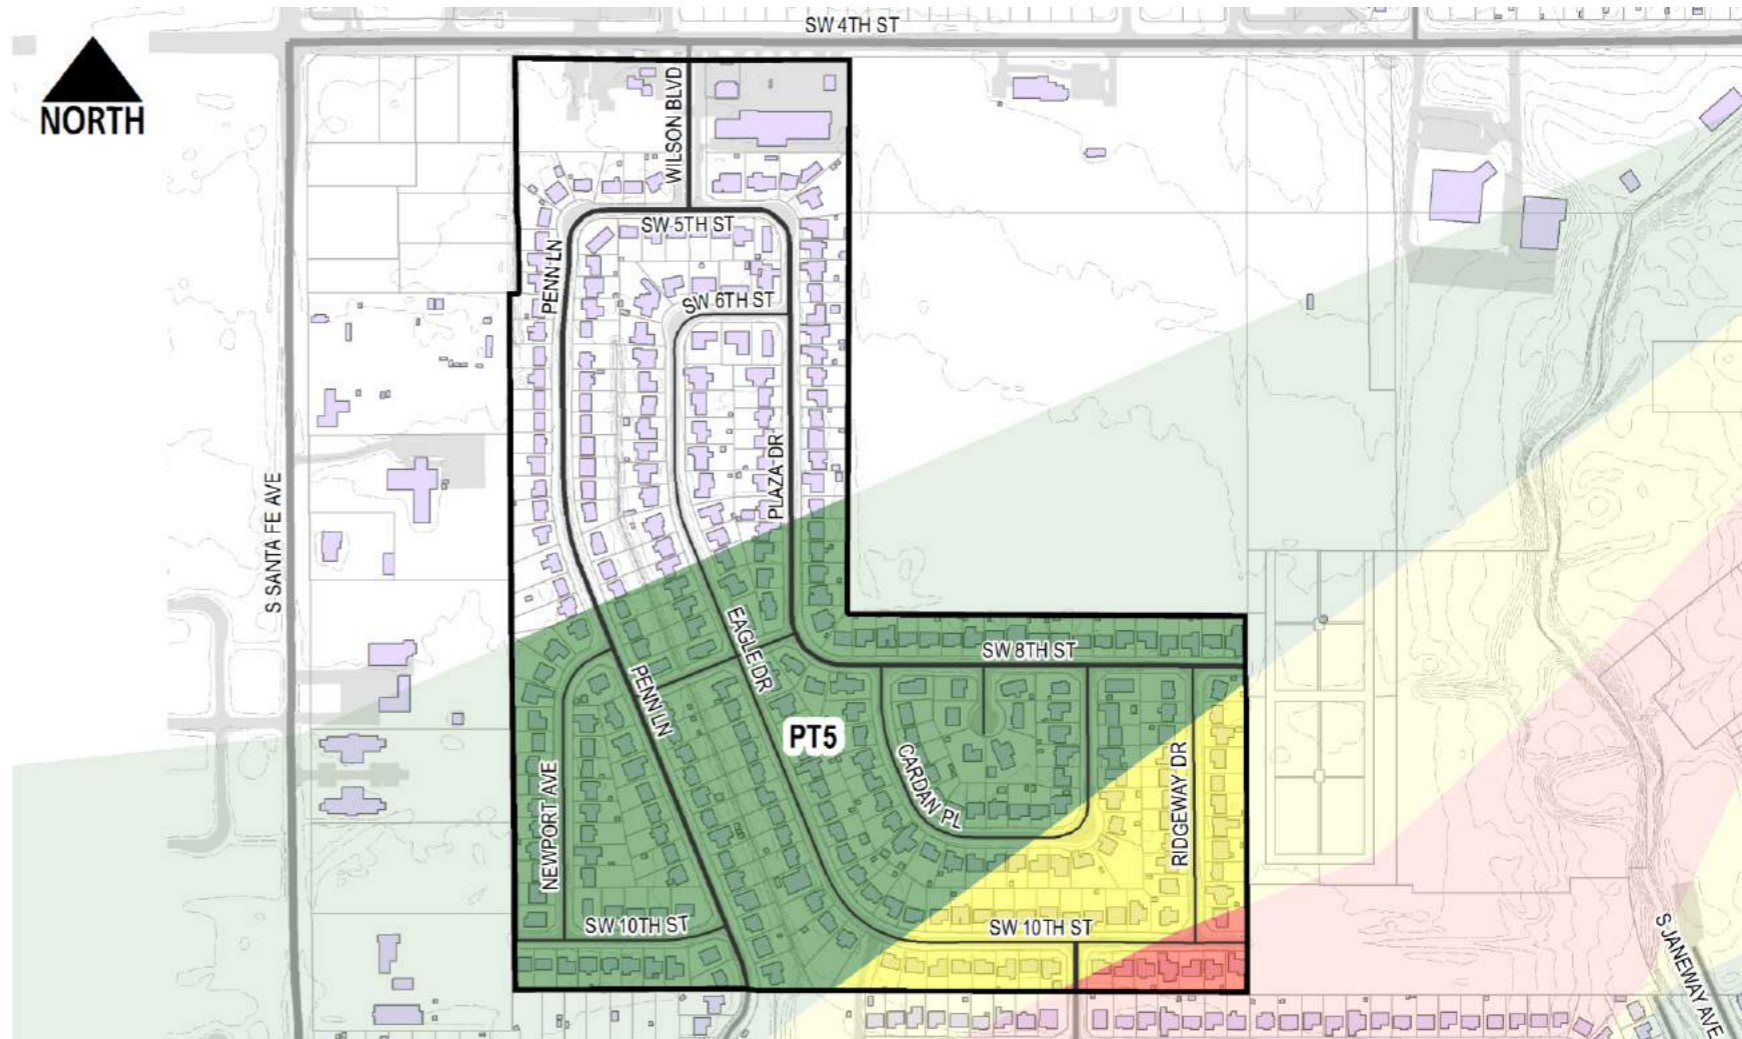 SW 4TH ST
NORTH
WILSON BLVD
SW 5TH ST
PENN LN
SW 6TH ST
PLAZA DR
S SANTA FE AVE
EAGLE DR
SW 8TH ST
PENN LN
PT5
CARDAN PL
RIDGEWAY DR
NEWPORT AVE
SW 10TH ST
SW 10TH ST
S JANEWAY AVE